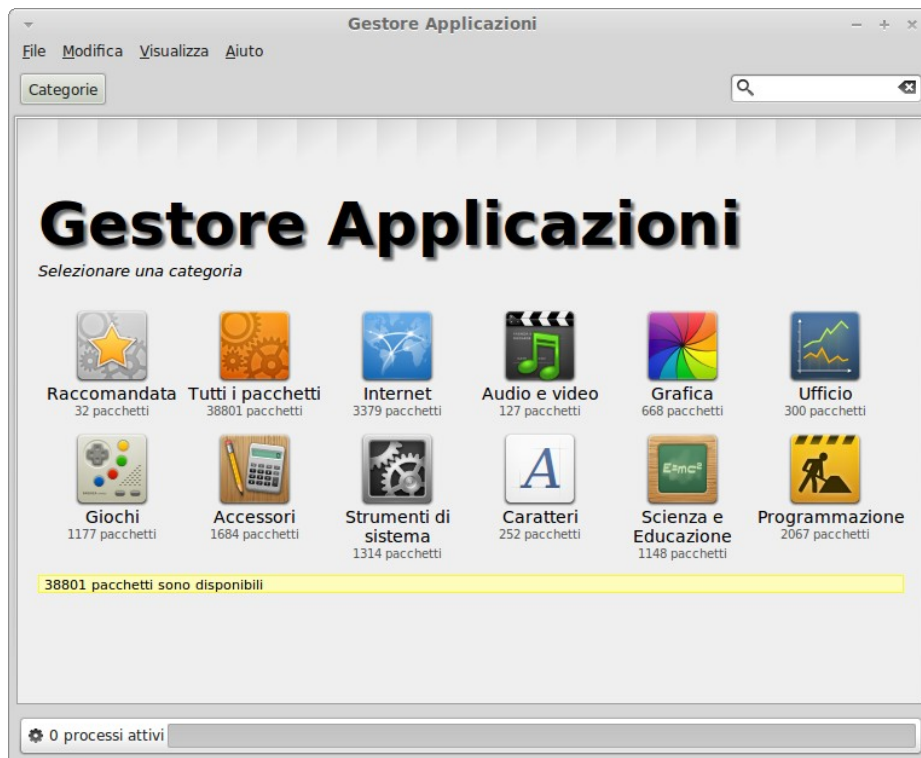 Gestore Applicazioni
File Modifica Visualizza Aiuto
Categorie
Gestore Applicazioni
Selezionare una categoria
Raccomandata
32 pacchetti
Tutti i pacchetti
38801 pacchetti
Internet
3379 pacchetti
Audio e video
127 pacchetti
Grafica
668 pacchetti
Ufficio
300 pacchetti
Giochi
1177 pacchetti
Accessori
1684 pacchetti
Strumenti di
sistema
1314 pacchetti
A
Caratteri
252 pacchetti
E=mc²
Scienza e
Educazione
1148 pacchetti
Programmazione
2067 pacchetti
38801 pacchetti sono disponibili
0 processi attivi